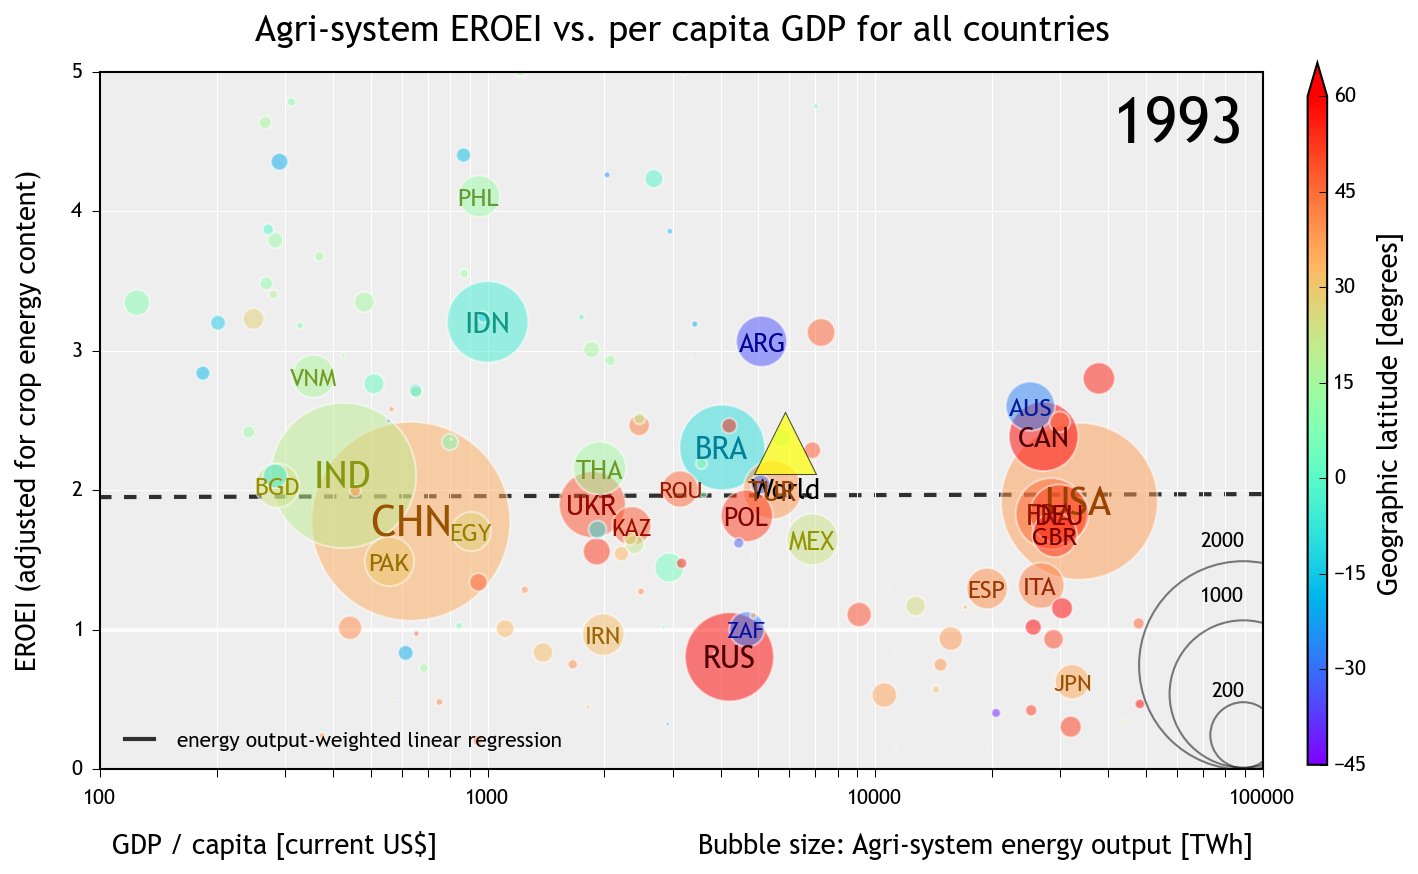 Agri-system EROEI vs. per capita GDP for all countries
1993
EROEI (adjusted for crop energy content)
5
4
3
2
1
0
PHL
IDN
ARG
VNM
AUS
CAN
BRA
IND
THA
BGD
ROU
TUR
World
USA
UKR
CHN
POL
FRA
DEU
KAZ
EGY
GBR
MEX
PAK
ESP
ITA
IRN
ZAF
RUS
JPN
2000
1000
200
energy output-weighted linear regression
100
1000
10000
100000
GDP / capita [current US$]
Bubble size: Agri-system energy output [TWh]
60
45
30
15
0
−15
−30
−45
Geographic latitude [degrees]